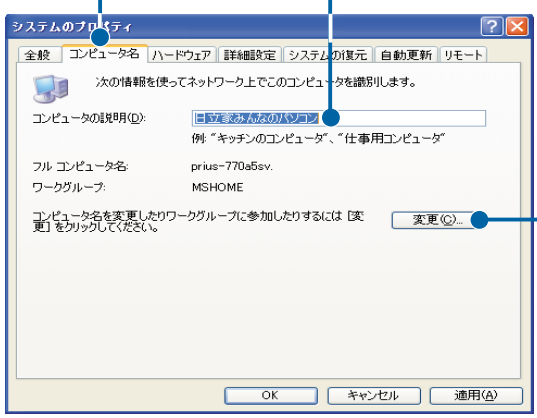 システムのプロパティ
全般 コンピュータ名 ハードウェア 詳細設定 システムの復元 自動更新 リモート
次の情報を使ってネットワーク上でこのコンピュータを識別します。
コンピュータの説明(D): 日立家みんなのパソコン
例: "キッチンのコンピュータ"、"仕事用コンピュータ"
フル コンピュータ名: prius-770a5sv.
ワークグループ: MSHOME
コンピュータ名を変更したりワークグループに参加したりするには [変
更] をクリックしてください。 変更(C)...
OK キャンセル 適用(A)